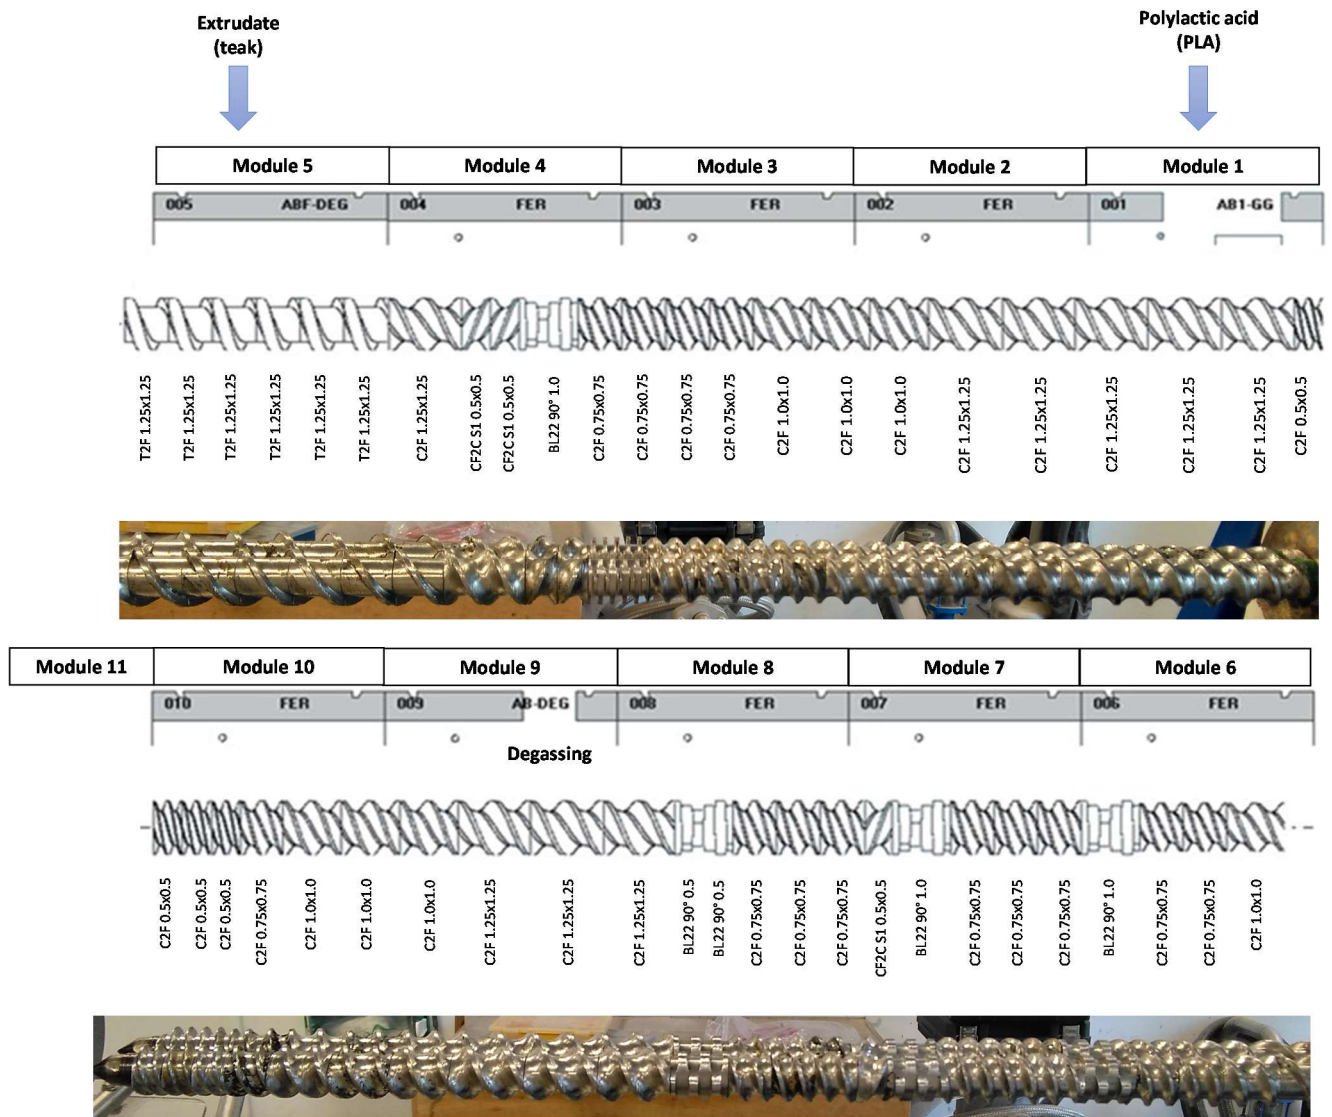 Extrudate
(teak)
Polylactic acid
(PLA)
Module 5
Module 4
Module 3
Module 2
Module 1
005 ABF-DEG
004 FER
003 FER
002 FER
001 AB1-GG
T2F 1.25x1.25
T2F 1.25x1.25
T2F 1.25x1.25
T2F 1.25x1.25
T2F 1.25x1.25
T2F 1.25x1.25
C2F 1.25x1.25
CF2C S1 0.5x0.5
CF2C S1 0.5x0.5
BL22 90° 1.0
C2F 0.75x0.75
C2F 0.75x0.75
C2F 0.75x0.75
C2F 0.75x0.75
C2F 1.0x1.0
C2F 1.0x1.0
C2F 1.0x1.0
C2F 1.25x1.25
C2F 1.25x1.25
C2F 1.25x1.25
C2F 1.25x1.25
C2F 1.25x1.25
C2F 0.5x0.5
Module 11
Module 10
Module 9
Module 8
Module 7
Module 6
010 FER
009 AB-DEG
008 FER
007 FER
006 FER
Degassing
C2F 0.5x0.5
C2F 0.5x0.5
C2F 0.5x0.5
C2F 0.75x0.75
C2F 1.0x1.0
C2F 1.0x1.0
C2F 1.0x1.0
C2F 1.25x1.25
C2F 1.25x1.25
C2F 1.25x1.25
BL22 90° 0.5
BL22 90° 0.5
C2F 0.75x0.75
C2F 0.75x0.75
C2F 0.75x0.75
CF2C S1 0.5x0.5
BL22 90° 1.0
C2F 0.75x0.75
C2F 0.75x0.75
C2F 0.75x0.75
BL22 90° 1.0
C2F 0.75x0.75
C2F 0.75x0.75
C2F 1.0x1.0